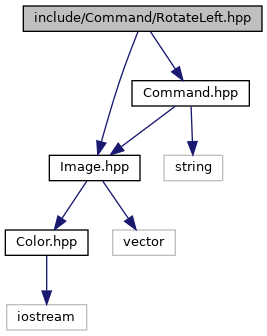 include/Command/RotateLeft.hpp
Command.hpp
Image.hpp
string
Color.hpp
vector
iostream